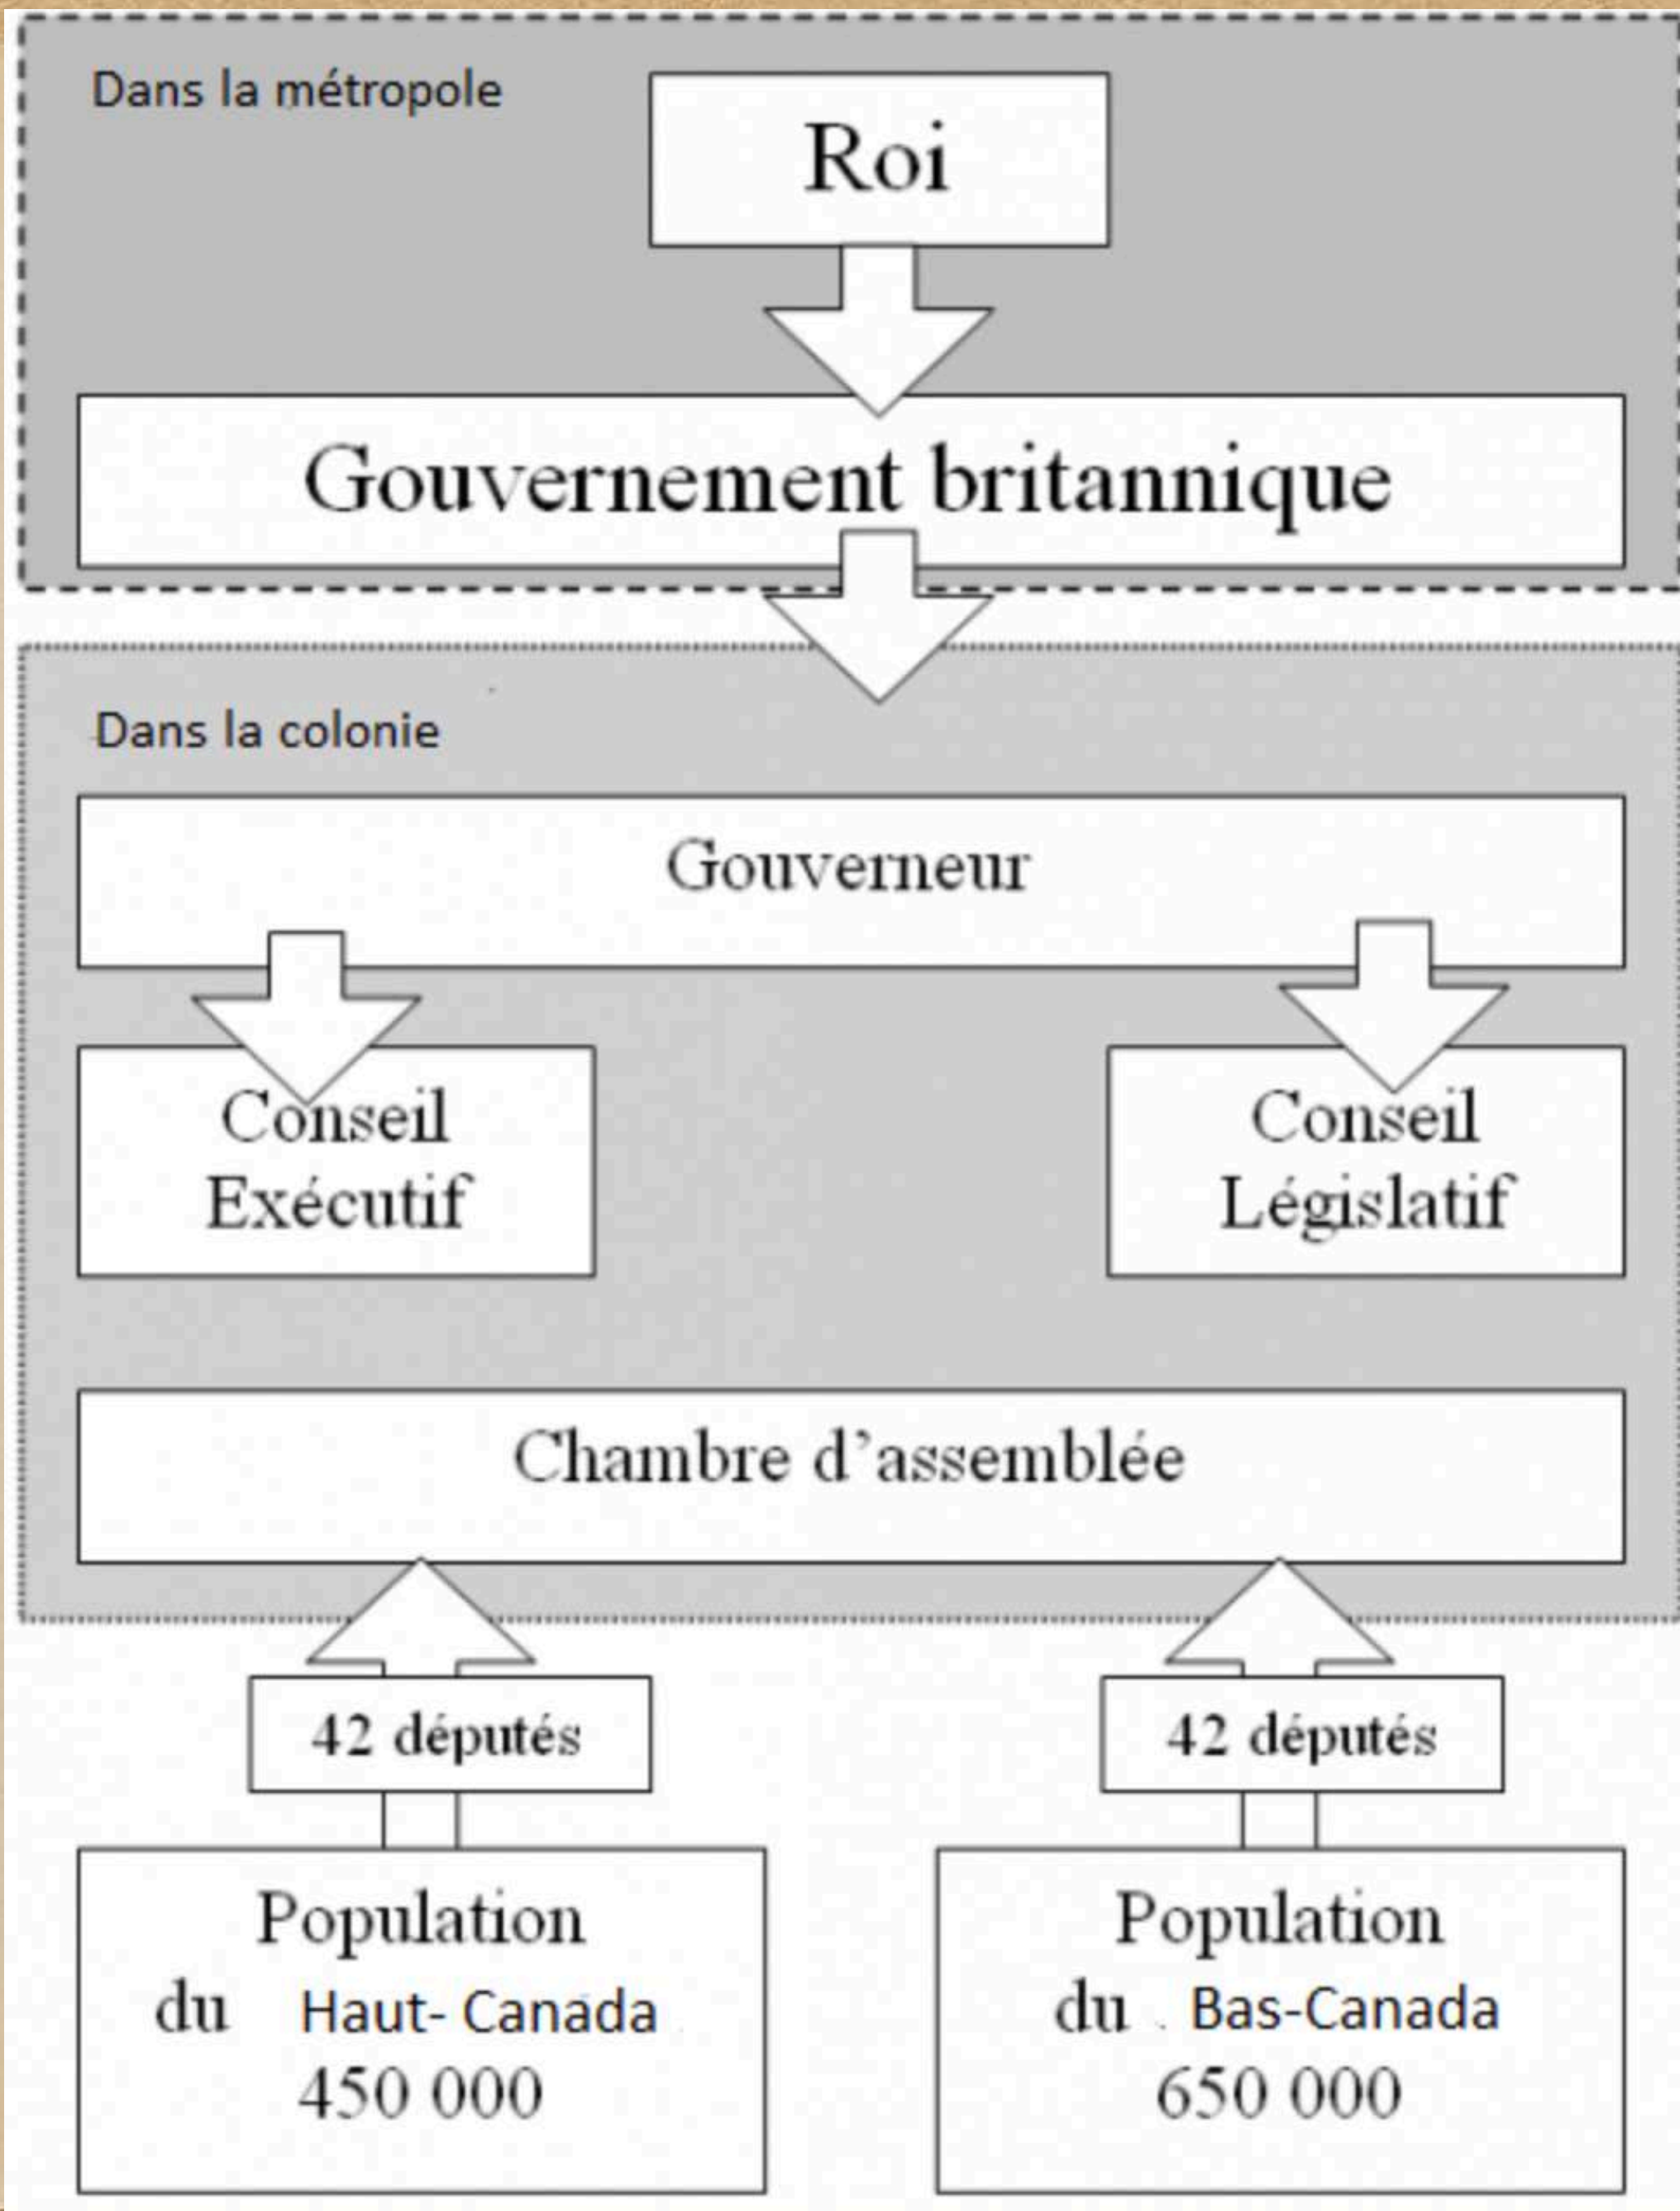 Dans la métropole
Roi
Gouvernement britannique
Dans la colonie
Gouverneur
Conseil
Exécutif
Conseil
Législatif
Chambre d'assemblée
42 députés
42 députés
Population
du Haut- Canada
450 000
Population
du Bas-Canada
650 000